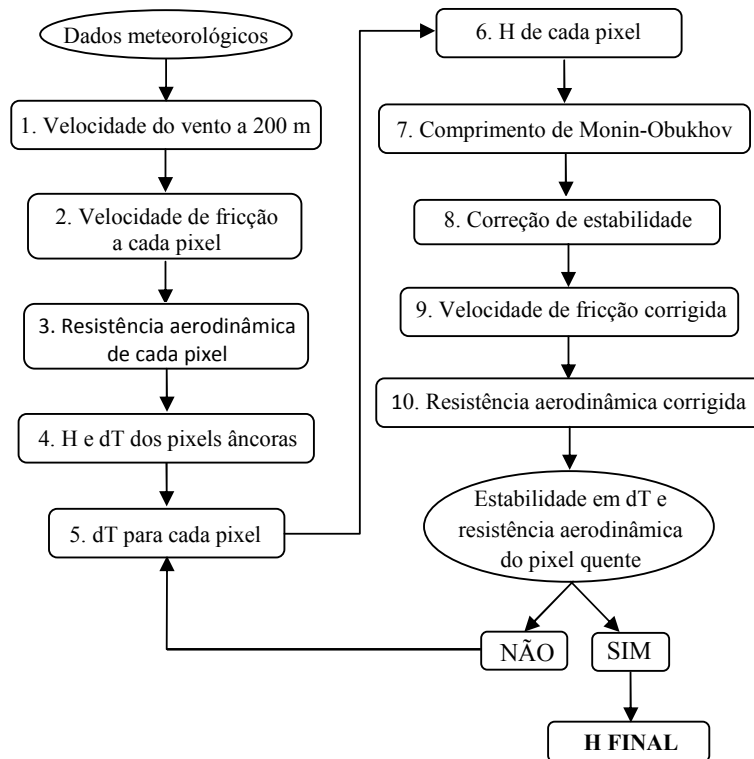 Dados meteorológicos
1. Velocidade do vento a 200 m
2. Velocidade de fricção
a cada pixel
3. Resistência aerodinâmica
de cada pixel
4. H e dT dos pixels âncoras
5. dT para cada pixel
6. H de cada pixel
7. Comprimento de Monin-Obukhov
8. Correção de estabilidade
9. Velocidade de fricção corrigida
10. Resistência aerodinâmica corrigida
Estabilidade em dT e
resistência aerodinâmica
do pixel quente
NÃO
SIM
H FINAL